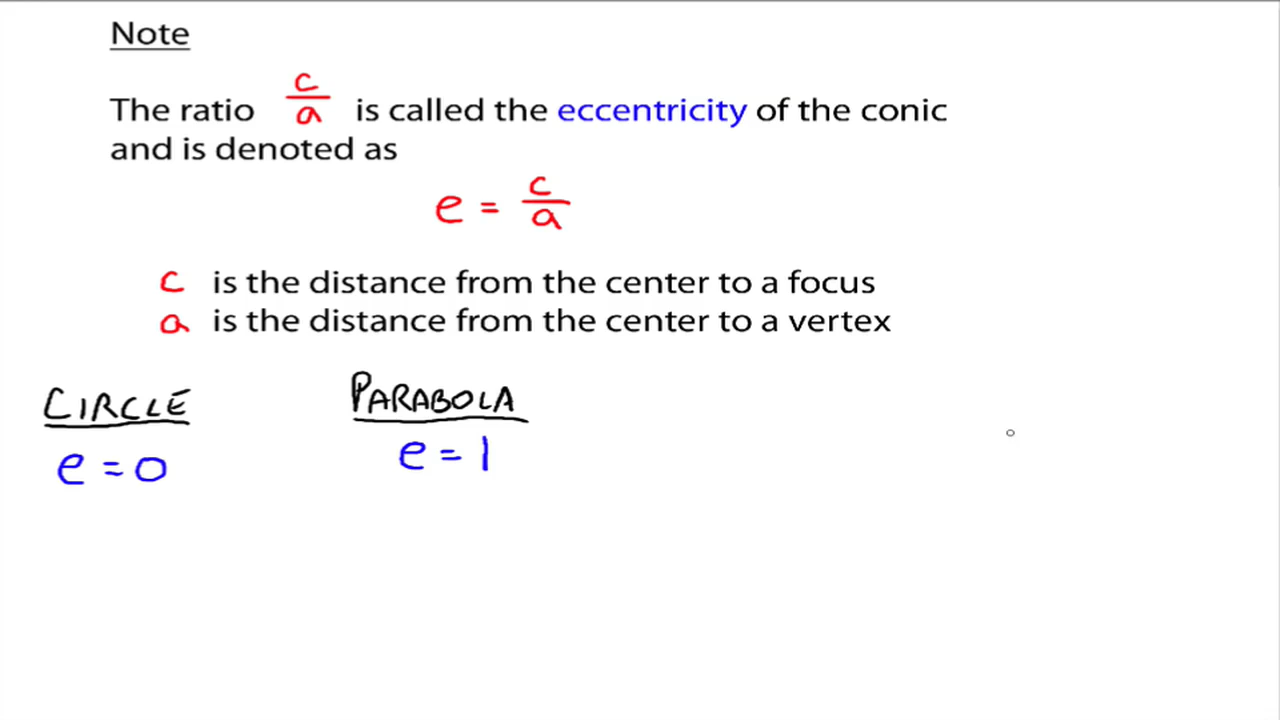 Note
The ratio c/a is called the eccentricity of the conic
and is denoted as
e = c/a
c is the distance from the center to a focus
a is the distance from the center to a vertex
CIRCLE PARABOLA
e = 0 e = 1